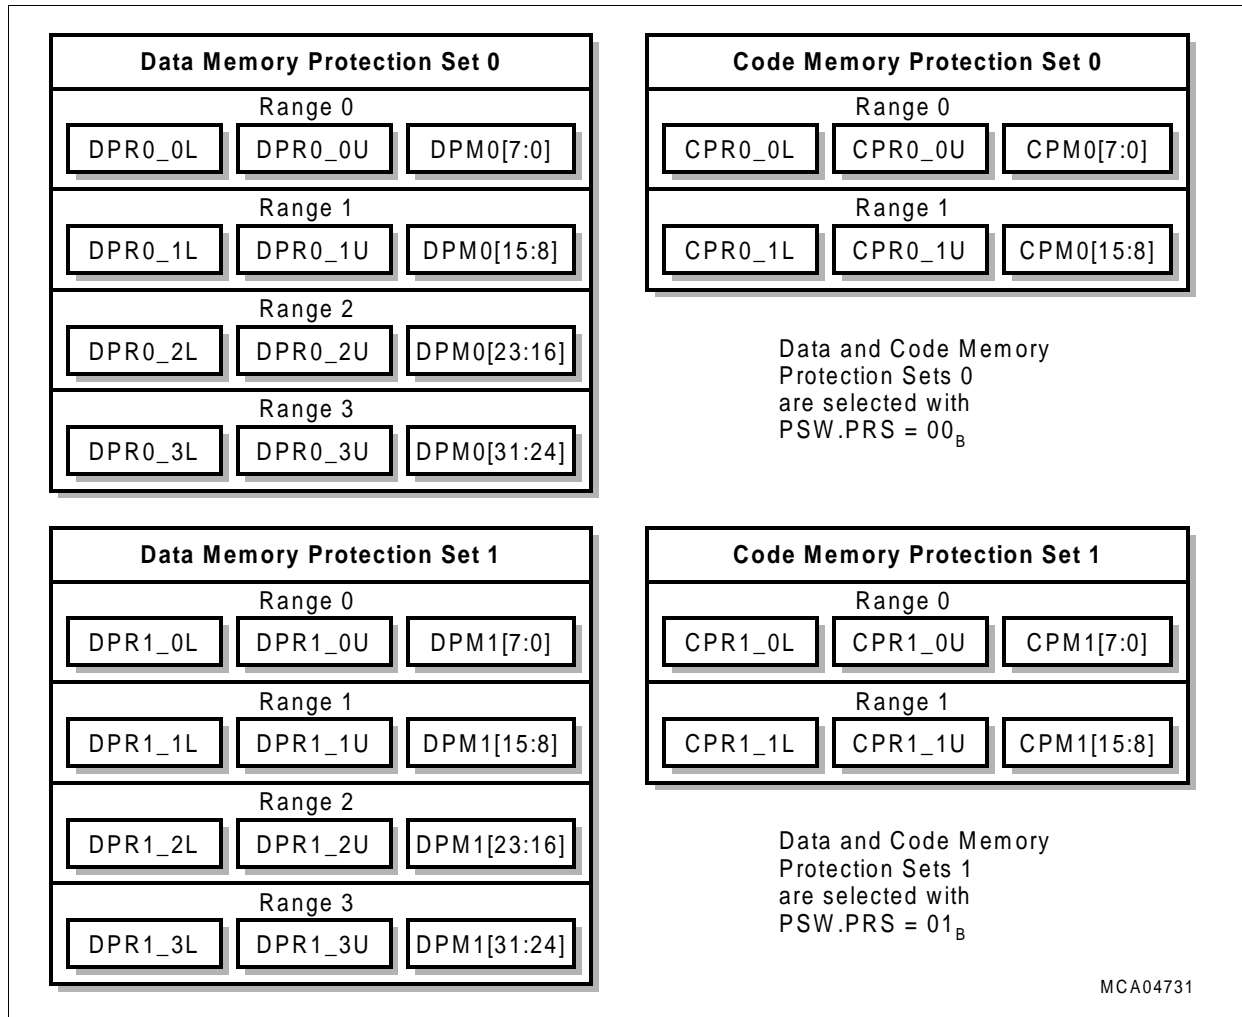 Data Memory Protection Set 0
Range 0
DPR0_0L DPR0_0U DPM0[7:0]
Range 1
DPR0_1L DPR0_1U DPM0[15:8]
Range 2
DPR0_2L DPR0_2U DPM0[23:16]
Range 3
DPR0_3L DPR0_3U DPM0[31:24]
Code Memory Protection Set 0
Range 0
CPR0_0L CPR0_0U CPM0[7:0]
Range 1
CPR0_1L CPR0_1U CPM0[15:8]
Data and Code Memory
Protection Sets 0
are selected with
PSW.PRS = 00B
Data Memory Protection Set 1
Range 0
DPR1_0L DPR1_0U DPM1[7:0]
Range 1
DPR1_1L DPR1_1U DPM1[15:8]
Range 2
DPR1_2L DPR1_2U DPM1[23:16]
Range 3
DPR1_3L DPR1_3U DPM1[31:24]
Code Memory Protection Set 1
Range 0
CPR1_0L CPR1_0U CPM1[7:0]
Range 1
CPR1_1L CPR1_1U CPM1[15:8]
Data and Code Memory
Protection Sets 1
are selected with
PSW.PRS = 01B
MCA04731